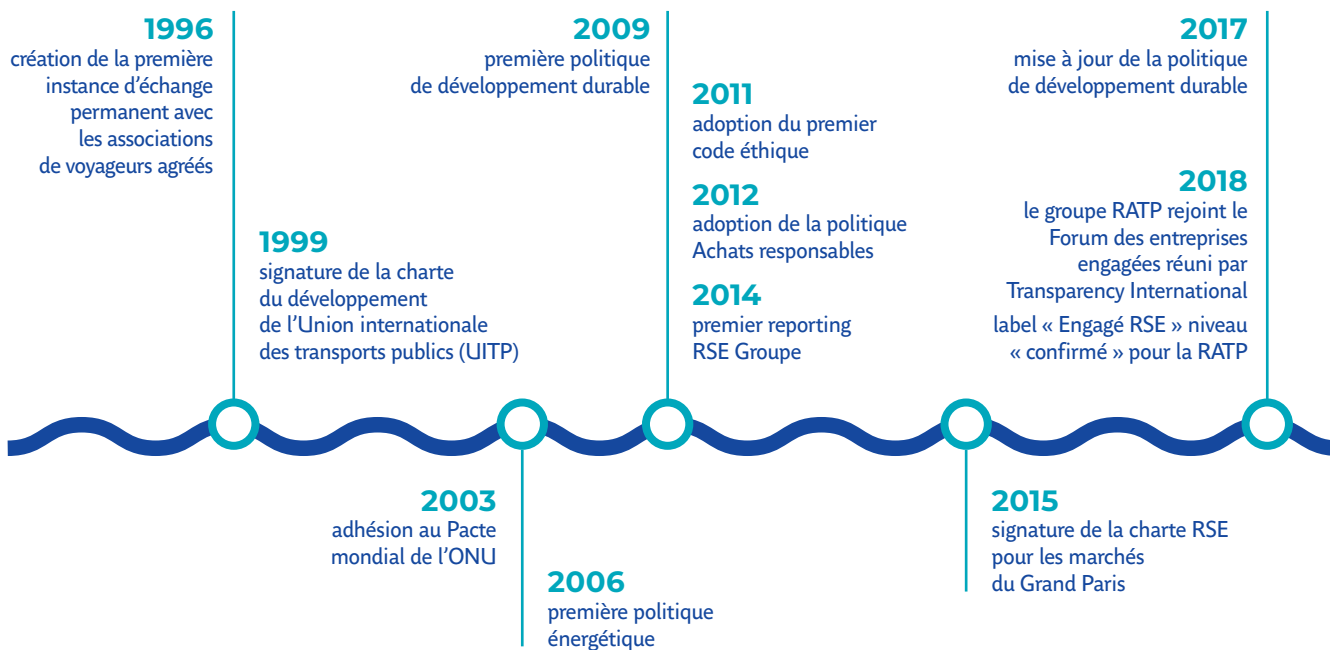 1996
création de la première
instance d’échange
permanent avec
les associations
de voyageurs agréés
1999
signature de la charte
du développement
de l’Union internationale
des transports publics (UITP)
2003
adhésion au Pacte
mondial de l’ONU
2006
première politique
énergétique
2009
première politique
de développement durable
2011
adoption du premier
code éthique
2012
adoption de la politique
Achats responsables
2014
premier reporting
RSE Groupe
2015
signature de la charte RSE
pour les marchés
du Grand Paris
2017
mise à jour de la politique
de développement durable
2018
le groupe RATP rejoint le
Forum des entreprises
engagées réuni par
Transparency International
label « Engagé RSE » niveau
« confirmé » pour la RATP